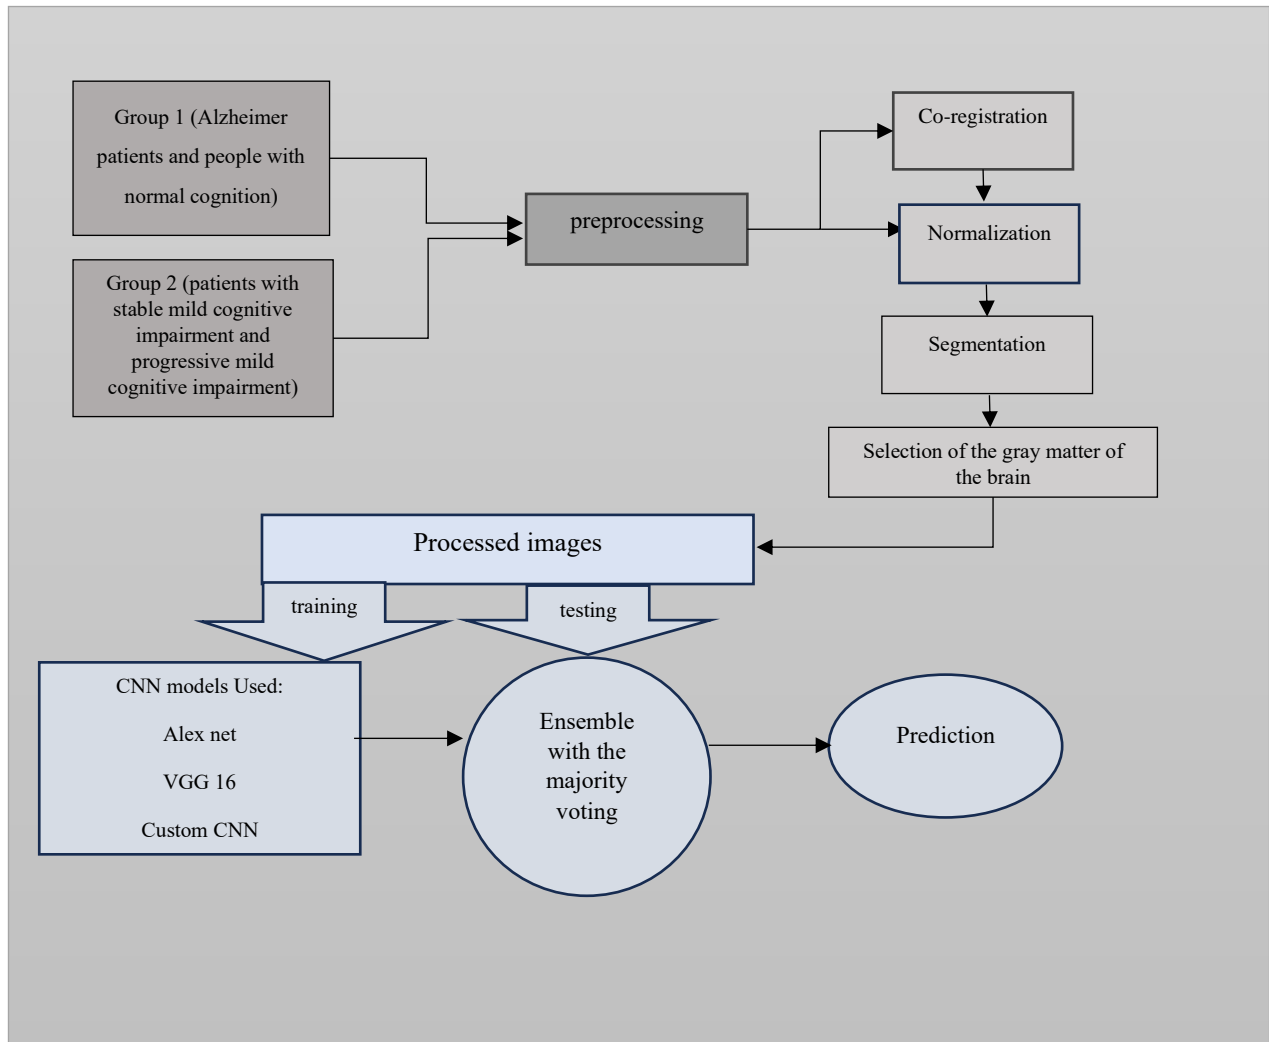 Group 1 (Alzheimer
patients and people with
normal cognition)
Group 2 (patients with
stable mild cognitive
impairment and
progressive mild
cognitive impairment)
preprocessing
Co-registration
Normalization
Segmentation
Selection of the gray matter of
the brain
Processed images
training
testing
CNN models Used:
Alex net
VGG 16
Custom CNN
Ensemble
with the
majority
voting
Prediction